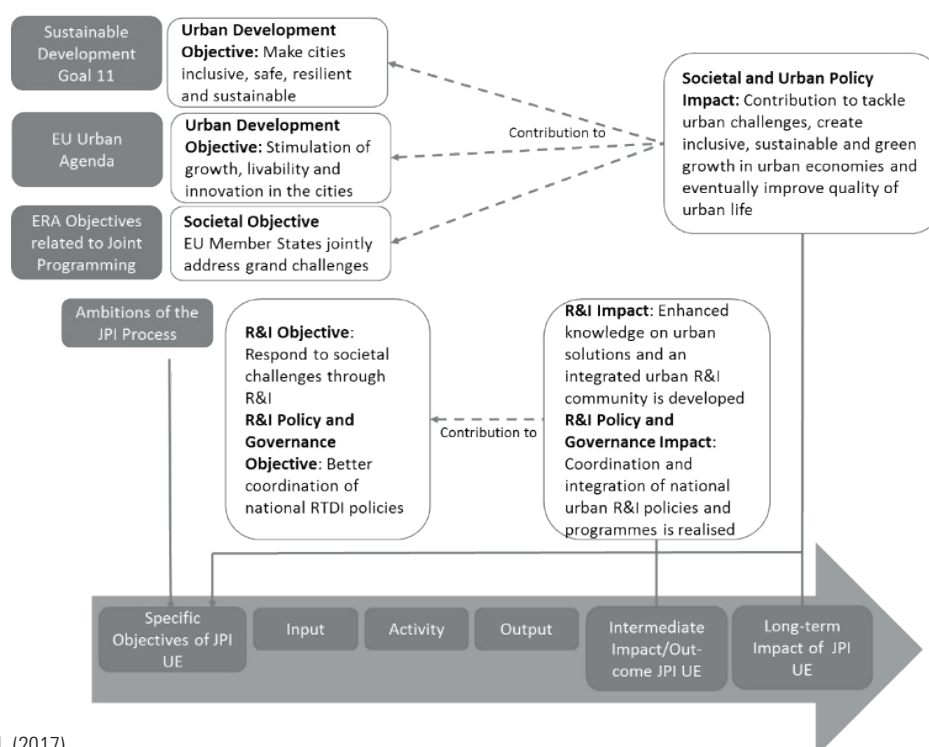 Sustainable
Development
Goal 11
Urban Development
Objective: Make cities
inclusive, safe, resilient
and sustainable
EU Urban
Agenda
Urban Development
Objective: Stimulation of
growth, livability and
innovation in the cities
ERA Objectives
related to Joint
Programming
Societal Objective
EU Member States jointly
address grand challenges
Contribution to
Societal and Urban Policy
Impact: Contribution to tackle
urban challenges, create
inclusive, sustainable and green
growth in urban economies and
eventually improve quality of
urban life
Ambitions of the
JPI Process
R&I Objective:
Respond to societal
challenges through
R&I
R&I Policy and
Governance
Objective: Better
coordination of
national RTDI policies
Contribution to
R&I Impact: Enhanced
knowledge on urban
solutions and an
integrated urban R&I
community is developed
R&I Policy and
Governance Impact:
Coordination and
integration of national
urban R&I policies and
programmes is realised
Specific
Objectives of JPI
UE
Input
Activity
Output
Intermediate
Impact/Out-
come JPI UE
Long-term
Impact of JPI
UE
(2017)